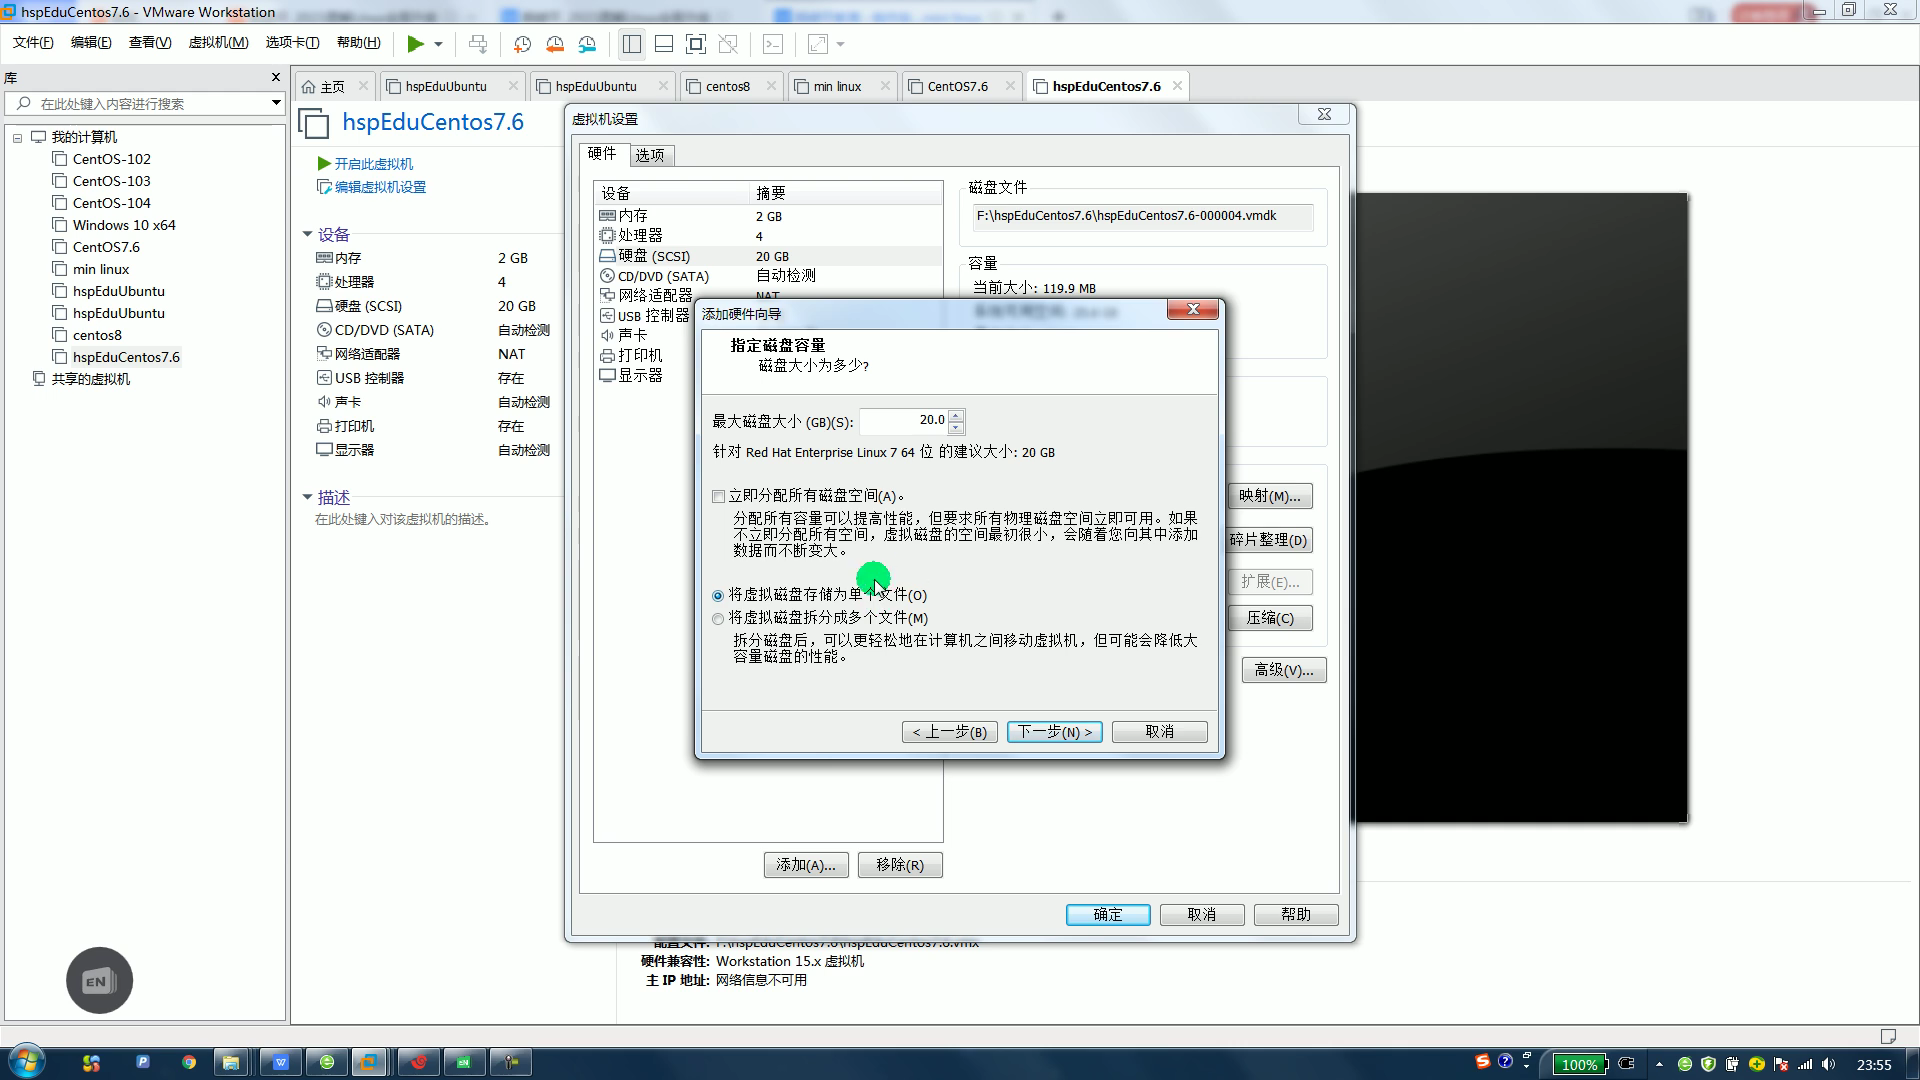 hspEduCentos7.6 - VMware Workstation
文件(F) 编辑(E) 查看(V) 虚拟机(M) 选项卡(T) 帮助(H)
库
在此处键入内容进行搜索
我的计算机
CentOS-102
CentOS-103
CentOS-104
Windows 10 x64
CentOS7.6
min linux
hspEduUbuntu
hspEduUbuntu
centos8
hspEduCentos7.6
共享的虚拟机
主页 hspEduUbuntu hspEduUbuntu centos8 min linux CentOS7.6 hspEduCentos7.6
hspEduCentos7.6
开启此虚拟机
编辑虚拟机设置
设备
内存 2 GB
处理器 4
硬盘 (SCSI) 20 GB
CD/DVD (SATA) 自动检测
网络适配器 NAT
USB 控制器 存在
声卡 自动检测
打印机 存在
显示器 自动检测
描述
在此处键入对该虚拟机的描述。
虚拟机设置
硬件 选项
设备 摘要
内存 2 GB
处理器 4
硬盘 (SCSI) 20 GB
CD/DVD (SATA) 自动检测
网络适配器 NAT
USB 控制器
声卡
打印机
显示器
磁盘文件
F:\hspEduCentos7.6\hspEduCentos7.6-000004.vmdk
容量
当前大小: 119.9 MB
映射(M)...
碎片整理(D)
扩展(E)...
压缩(C)
高级(V)...
添加硬件向导
指定磁盘容量
磁盘大小为多少?
最大磁盘大小 (GB)(S): 20.0
针对 Red Hat Enterprise Linux 7 64 位 的建议大小: 20 GB
立即分配所有磁盘空间(A)。
分配所有容量可以提高性能，但要求所有物理磁盘空间立即可用。如果
不立即分配所有空间，虚拟磁盘的空间最初很小，会随着您向其中添加
数据而不断变大。
将虚拟磁盘存储为单个文件(O)
将虚拟磁盘拆分成多个文件(M)
拆分磁盘后，可以更轻松地在计算机之间移动虚拟机，但可能会降低大
容量磁盘的性能。
< 上一步(B) 下一步(N) > 取消
添加(A)... 移除(R)
确定 取消 帮助
配置文件: F:\hspEduCentos7.6\hspEduCentos7.6.vmx
硬件兼容性: Workstation 15.x 虚拟机
主 IP 地址: 网络信息不可用
EN
100%
23:55